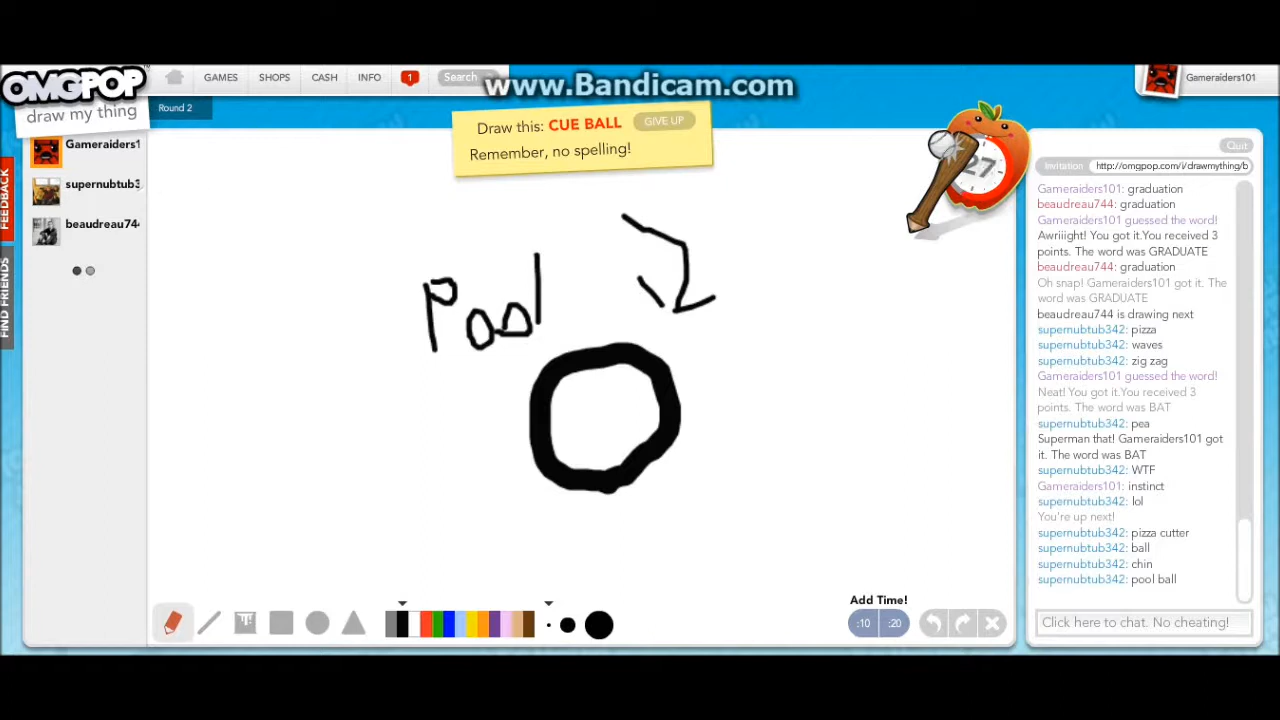 www.Bandicam.com
OMGPOP
draw my thing
GAMES
SHOPS
CASH
INFO
1
Search
Gameraiders101
Round 2
Draw this: CUE BALL
GIVE UP
Remember, no spelling!
27
FEEDBACK
FIND FRIENDS
Gameraiders1
supernubtub3
beaudreau744
Pool
Quit
Invitation
http://omgpop.com/i/drawmything/b
Gameraiders101: graduation
beaudreau744: graduation
Gameraiders101 guessed the word!
Awriiight! You got it.You received 3
points. The word was GRADUATE
beaudreau744: graduation
Oh snap! Gameraiders101 got it. The
word was GRADUATE
beaudreau744 is drawing next
supernubtub342: pizza
supernubtub342: waves
supernubtub342: zig zag
Gameraiders101 guessed the word!
Neat! You got it.You received 3
points. The word was BAT
supernubtub342: pea
Superman that! Gameraiders101 got
it. The word was BAT
supernubtub342: WTF
Gameraiders101: instinct
supernubtub342: lol
You're up next!
supernubtub342: pizza cutter
supernubtub342: ball
supernubtub342: chin
supernubtub342: pool ball
Add Time!
:10
:20
Click here to chat. No cheating!